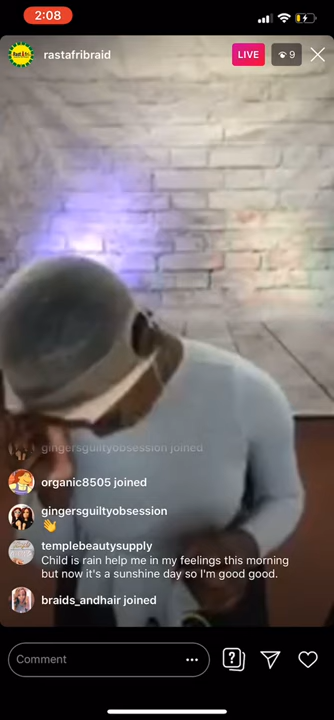 2:08
rastafribraid
LIVE
9
gingersguiltyobsession joined
organic8505 joined
gingersguiltyobsession
templebeautysupply
Child is rain help me in my feelings this morning
but now it's a sunshine day so I'm good good.
braids_andhair joined
Comment